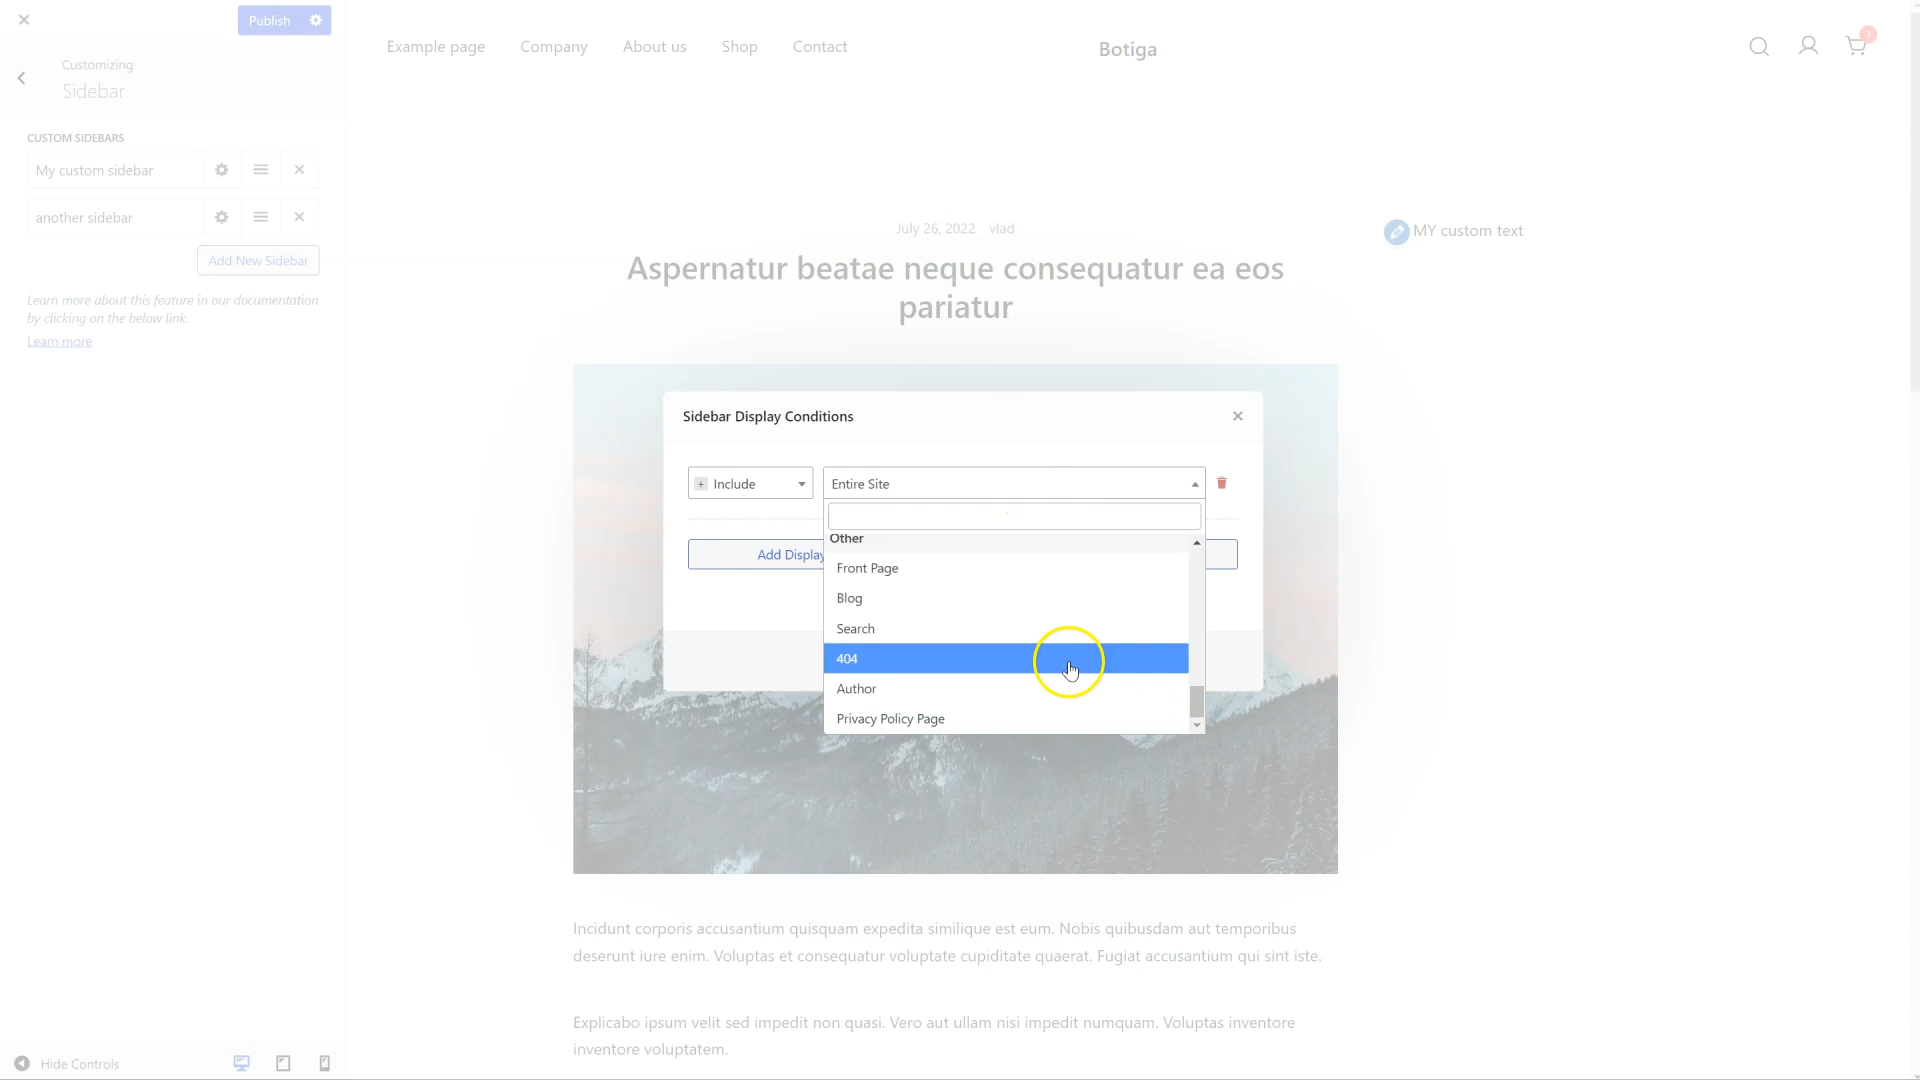 Publish
Customizing
Sidebar
CUSTOM SIDEBARS
My custom sidebar
another sidebar
Add New Sidebar
Learn more about this feature in our documentation
by clicking on the below link.
Learn more
Hide Controls
Example page Company About us Shop Contact
Botiga
July 26, 2022 vlad
Aspernatur beatae neque consequatur ea eos
pariatur
MY custom text
Sidebar Display Conditions
+ Include
Entire Site
Add Display
Other
Front Page
Blog
Search
404
Author
Privacy Policy Page
Incidunt corporis accusantium quisquam expedita similique est eum. Nobis quibusdam aut temporibus
deserunt iure enim. Voluptas et consequatur voluptate cupiditate quaerat. Fugiat accusantium qui sint iste.
Explicabo ipsum velit sed impedit non quasi. Vero aut ullam nisi impedit numquam. Voluptas inventore
inventore voluptatem.